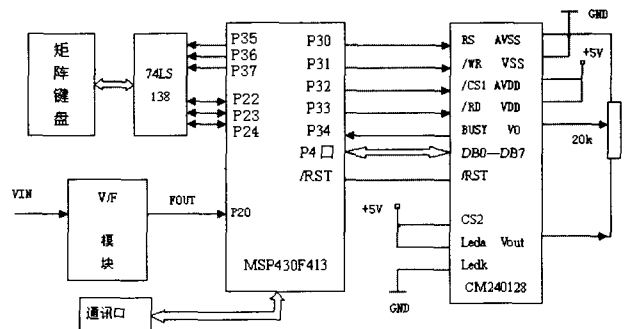 矩阵键盘
74LS
138
P35
P36
P37
P22
P23
P24
P20
P30
P31
P32
P33
P34
P4口
/RST
MSP430F413
VIN
V/F
模
块
FOUT
通讯口
RS AVSS
/WR VSS
/CS1 AVDD
/RD VDD
BUSY VO
DB0—DB7
/RST
CS2
Leda Vout
Ledk
CM240128
GND
+5V
20k
+5V
GND